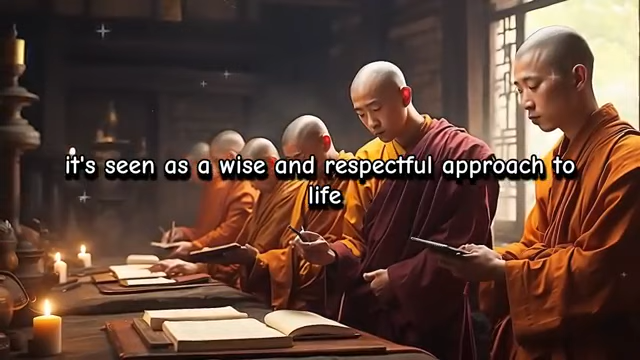 it's seen as a wise and respectful approach to
life